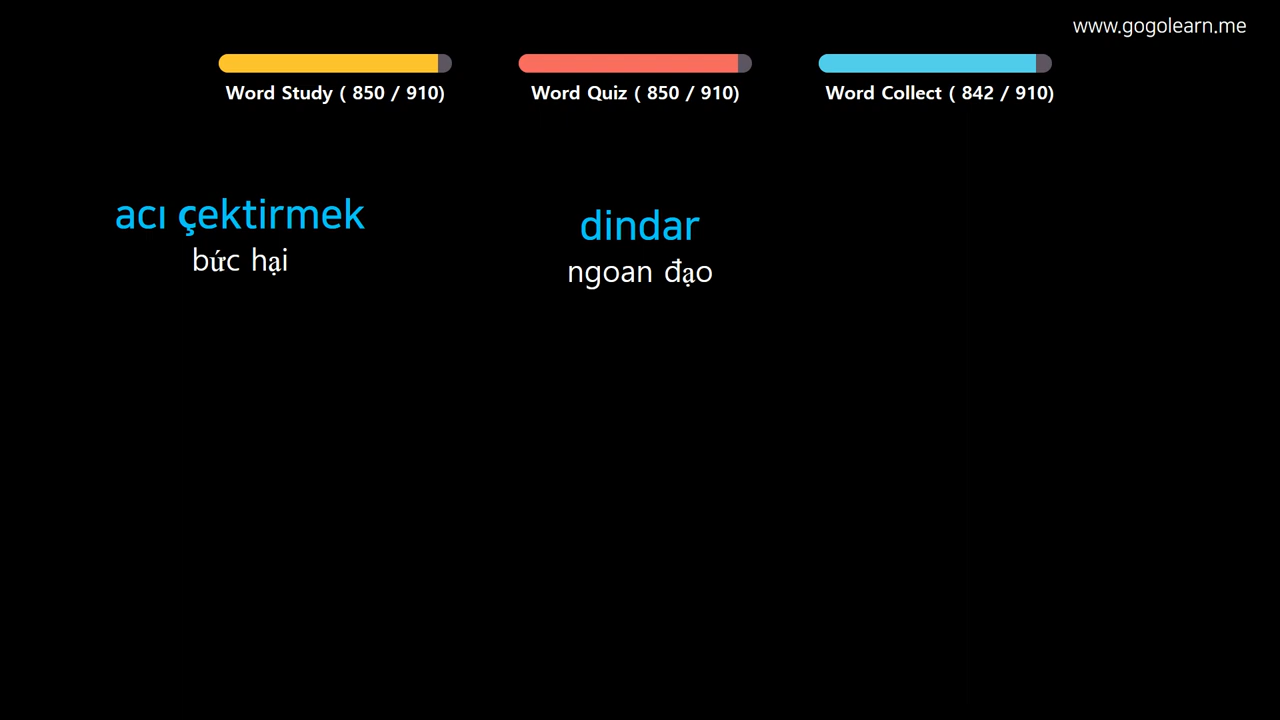 www.gogolearn.me
Word Study ( 850 / 910)
Word Quiz ( 850 / 910)
Word Collect ( 842 / 910)
acı çektirmek
bức hại
dindar
ngoan đạo